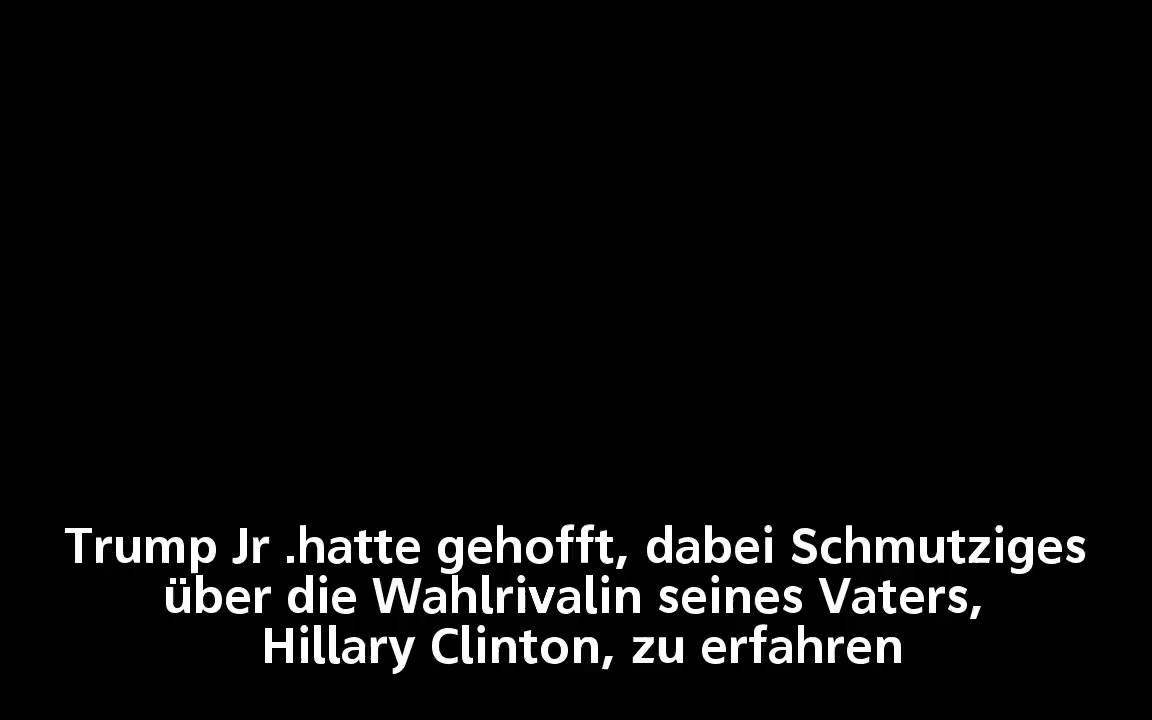 Trump Jr .hatte gehofft, dabei Schmutziges
über die Wahlrivalin seines Vaters,
Hillary Clinton, zu erfahren